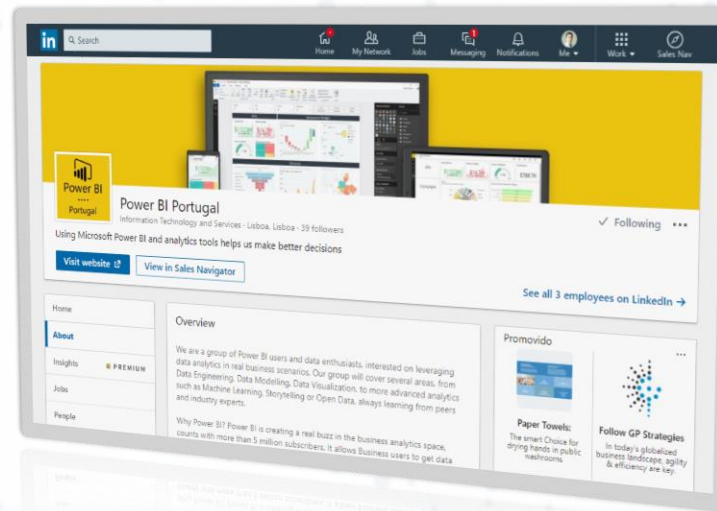 in
Search
Home
My Network
Jobs
Messaging
Notifications
Me
Work
Sales Nav
Power BI
Portugal
Power BI Portugal
Information Technology and Services · Lisboa, Lisboa · 39 followers
Using Microsoft Power BI and analytics tools helps us make better decisions
Following
Visit website
View in Sales Navigator
See all 3 employees on LinkedIn →
Home
About
Insights PREMIUM
Jobs
People
Overview
We are a group of Power BI users and data enthusiasts, interested on leveraging
data analytics in real business scenarios. Our group will cover several areas, from
Data Engineering, Data Modelling, Data Visualization, to more advanced analytics
such as Machine Learning, Storytelling or Open Data, always learning from peers
and industry experts.
Why Power BI? Power BI is creating a real buzz in the business analytics space,
counts with more than 5 million subscribers. It allows Business users to get data
Promovido
Paper Towels:
The smart Choice for
drying hands in public
washrooms
Follow GP Strategies
In today's globalized
business landscape, agility
& efficiency are key.